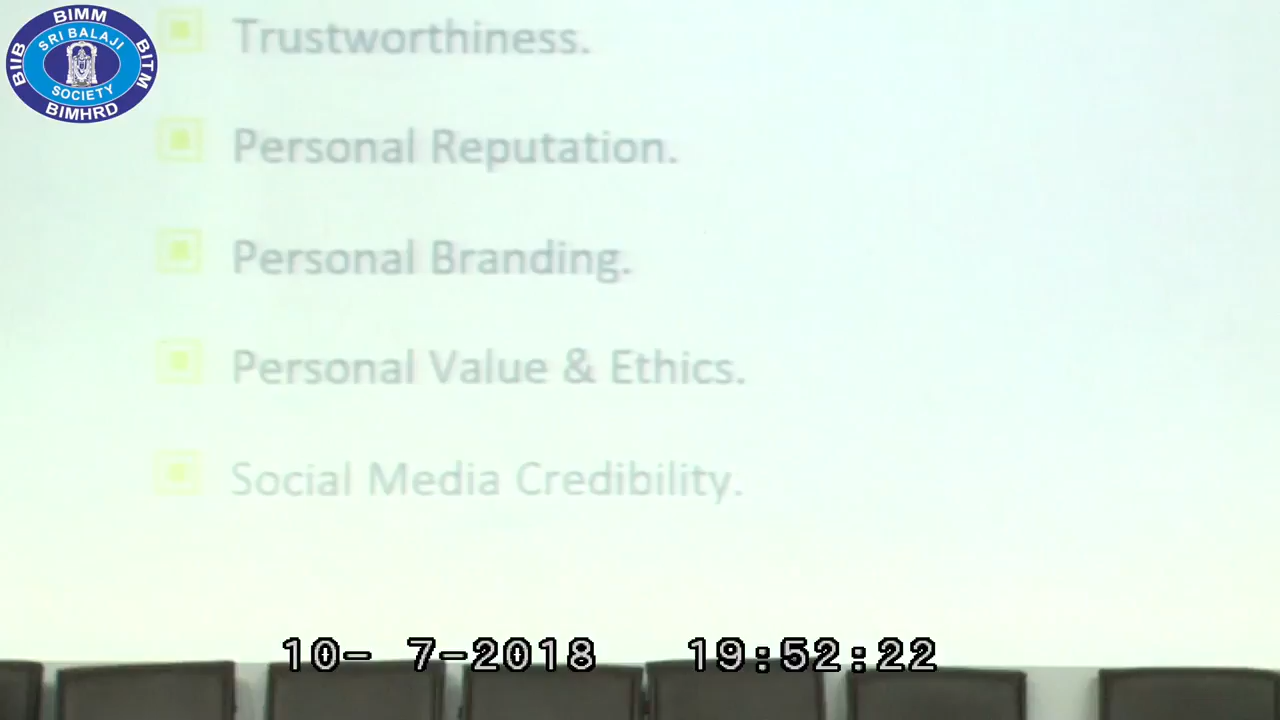 BIMM
SRI BALAJI
BIIB
BITM
SOCIETY
BIMHRD
Trustworthiness.
Personal Reputation.
Personal Branding.
Personal Value & Ethics.
Social Media Credibility.
10- 7-2018 19:52:22